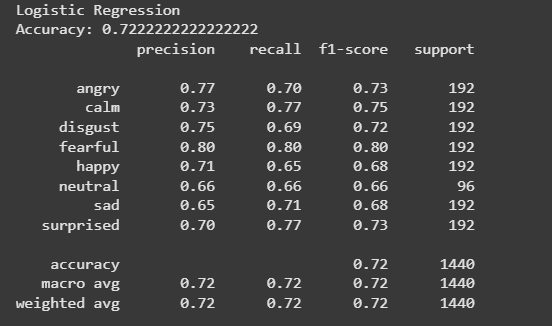 Logistic Regression
Accuracy: 0.7222222222222222
precision recall f1-score support
angry 0.77 0.70 0.73 192
calm 0.73 0.77 0.75 192
disgust 0.75 0.69 0.72 192
fearful 0.80 0.80 0.80 192
happy 0.71 0.65 0.68 192
neutral 0.66 0.66 0.66 96
sad 0.65 0.71 0.68 192
surprised 0.70 0.77 0.73 192
accuracy 0.72 1440
macro avg 0.72 0.72 0.72 1440
weighted avg 0.72 0.72 0.72 1440